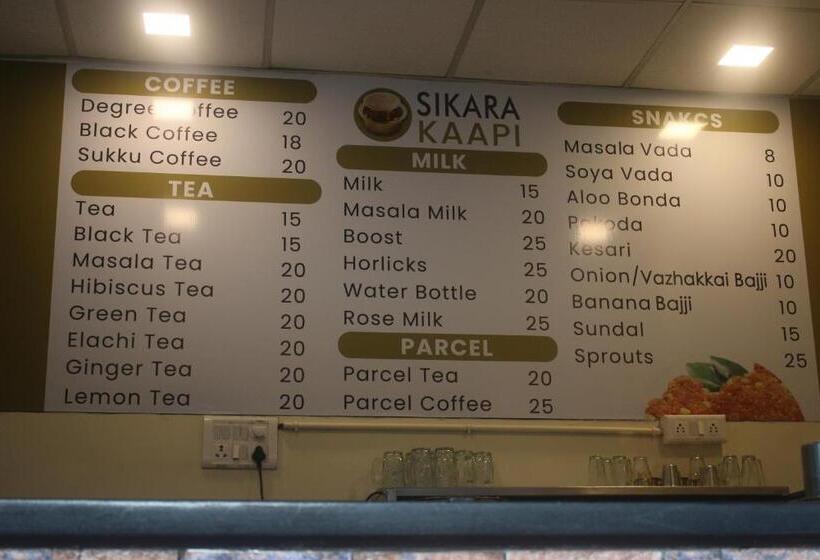 COFFEE
Degree Coffee 20
Black Coffee 18
Sukku Coffee 20
TEA
Tea 15
Black Tea 15
Masala Tea 20
Hibiscus Tea 20
Green Tea 20
Elachi Tea 20
Ginger Tea 20
Lemon Tea 20
SIKARA
KAAPI
MILK
Milk 15
Masala Milk 20
Boost 25
Horlicks 25
Water Bottle 20
Rose Milk 25
PARCEL
Parcel Tea 20
Parcel Coffee 25
SNAKCS
Masala Vada 8
Soya Vada 10
Aloo Bonda 10
Pakoda 10
Kesari 20
Onion/Vazhakkai Bajji 10
Banana Bajji 10
Sundal 15
Sprouts 25